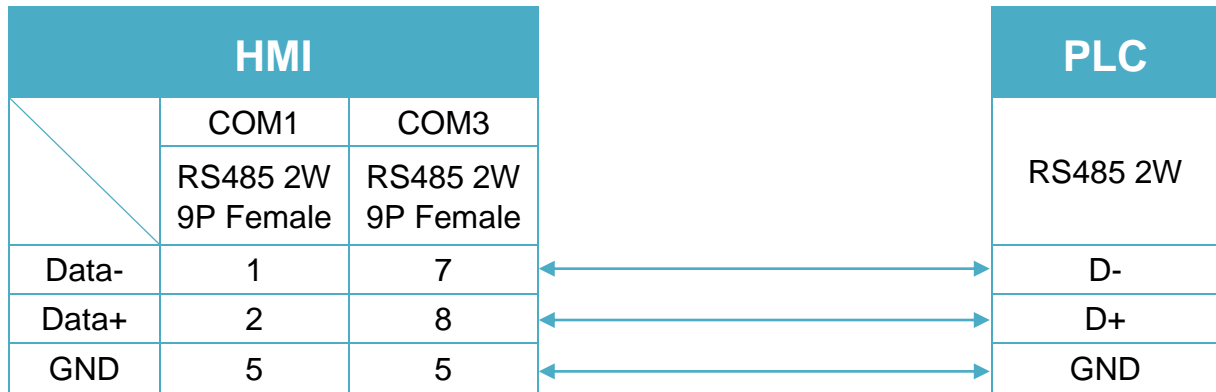 HMI PLC
COM1 COM3
RS485 2W RS485 2W RS485 2W
9P Female 9P Female
Data- 1 7 D-
Data+ 2 8 D+
GND 5 5 GND